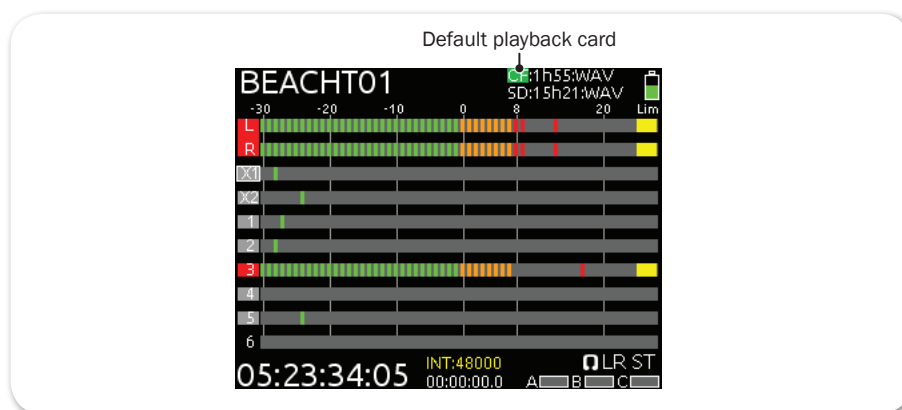 Default playback card
BEACHT01
CF:1h55:WAV
SD:15h21:WAV
-30 -20 -10 0 8 20 Lim
L
R
X1
X2
1
2
3
4
5
6
05:23:34:05
INT:48000
00:00:00.0
LR ST
A B C